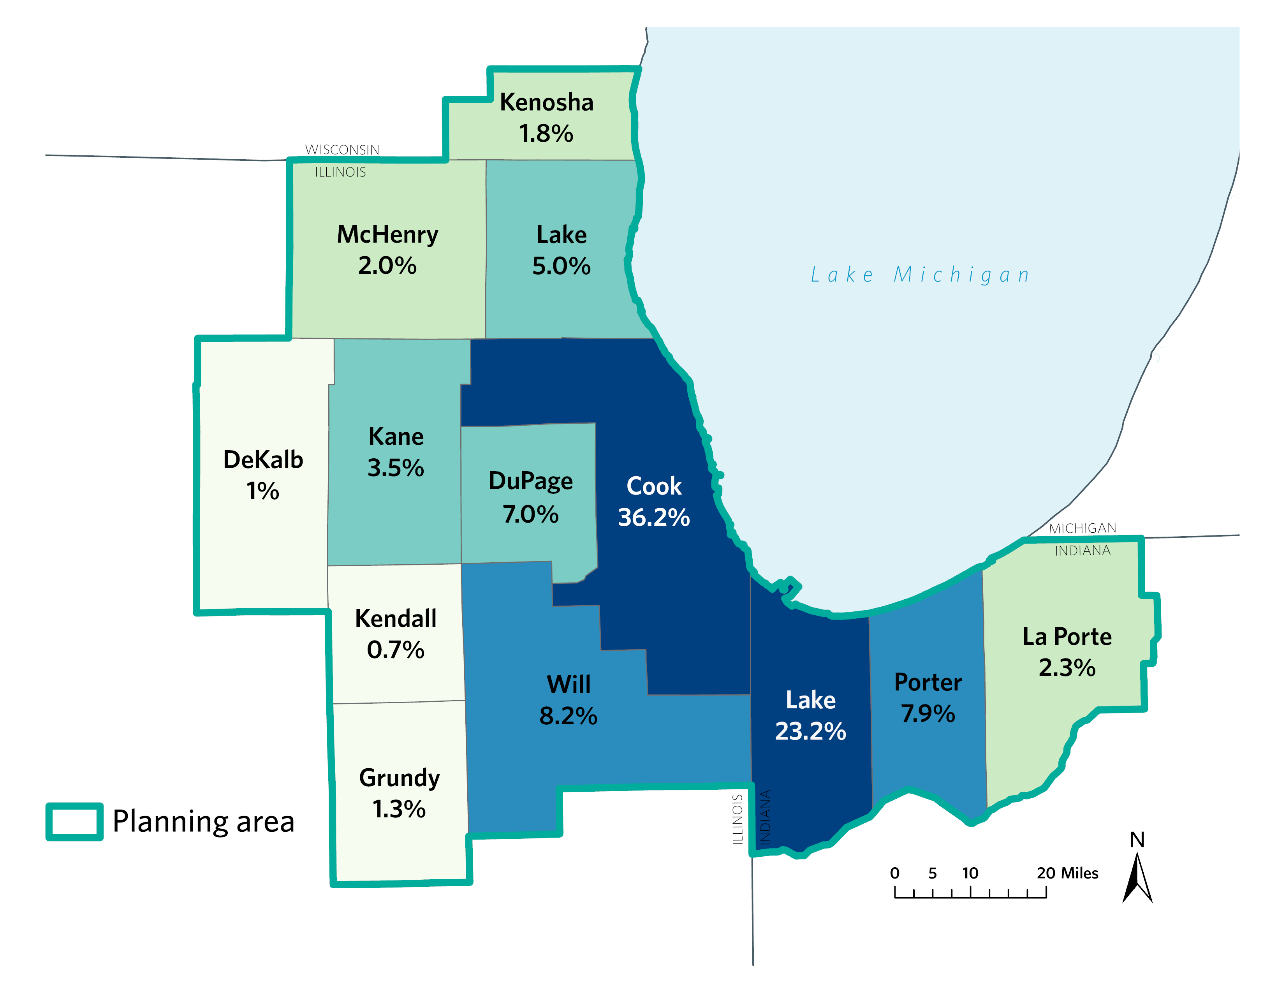 Kenosha
1.8%
WISCONSIN
ILLINOIS
McHenry
2.0%
Lake
5.0%
Lake Michigan
DeKalb
1%
Kane
3.5%
DuPage
7.0%
Cook
36.2%
MICHIGAN
INDIANA
Kendall
0.7%
Will
8.2%
Lake
23.2%
Porter
7.9%
La Porte
2.3%
Grundy
1.3%
ILLINOIS
INDIANA
Planning area
N
0 5 10 20 Miles